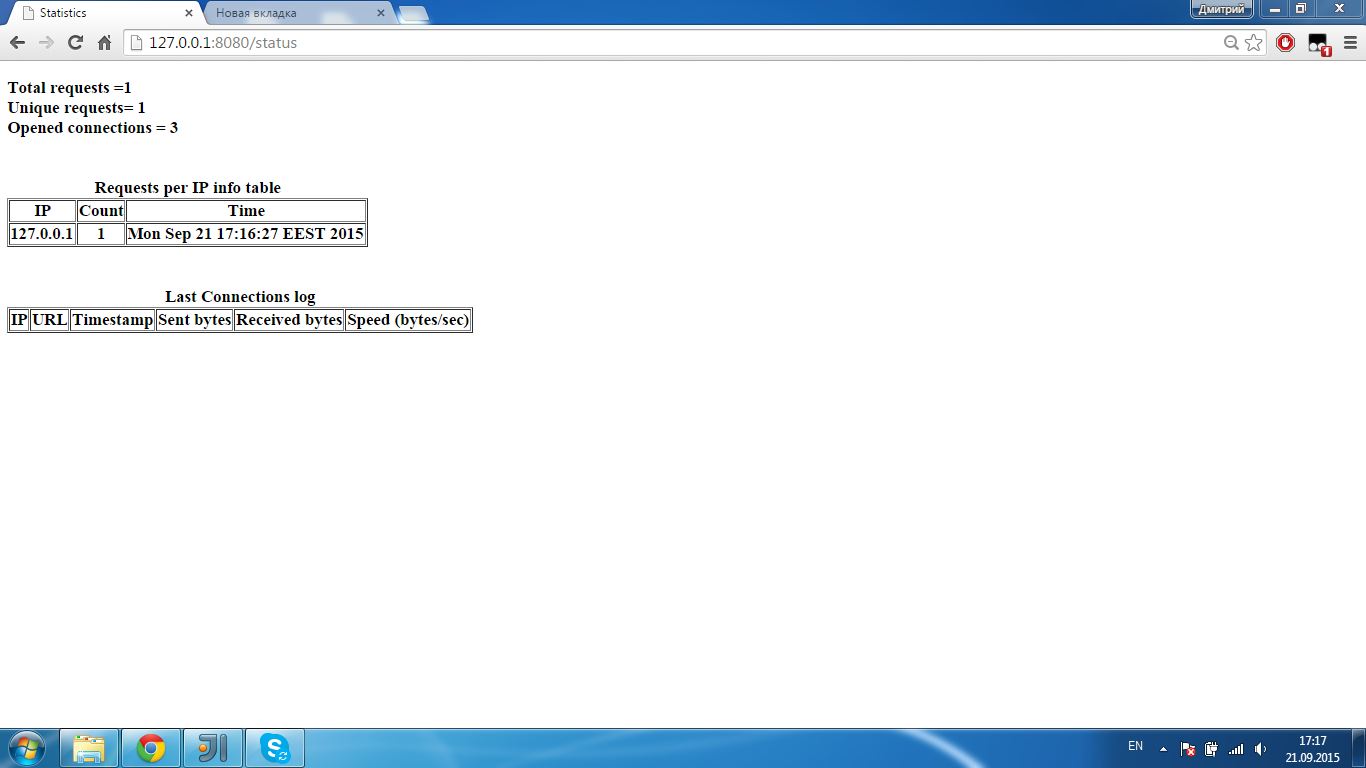 Statistics
Новая вкладка
Дмитрий
127.0.0.1:8080/status
1
Total requests =1
Unique requests= 1
Opened connections = 3
Requests per IP info table
IP Count Time
127.0.0.1 1 Mon Sep 21 17:16:27 EEST 2015
Last Connections log
IP URL Timestamp Sent bytes Received bytes Speed (bytes/sec)
EN
17:17
21.09.2015